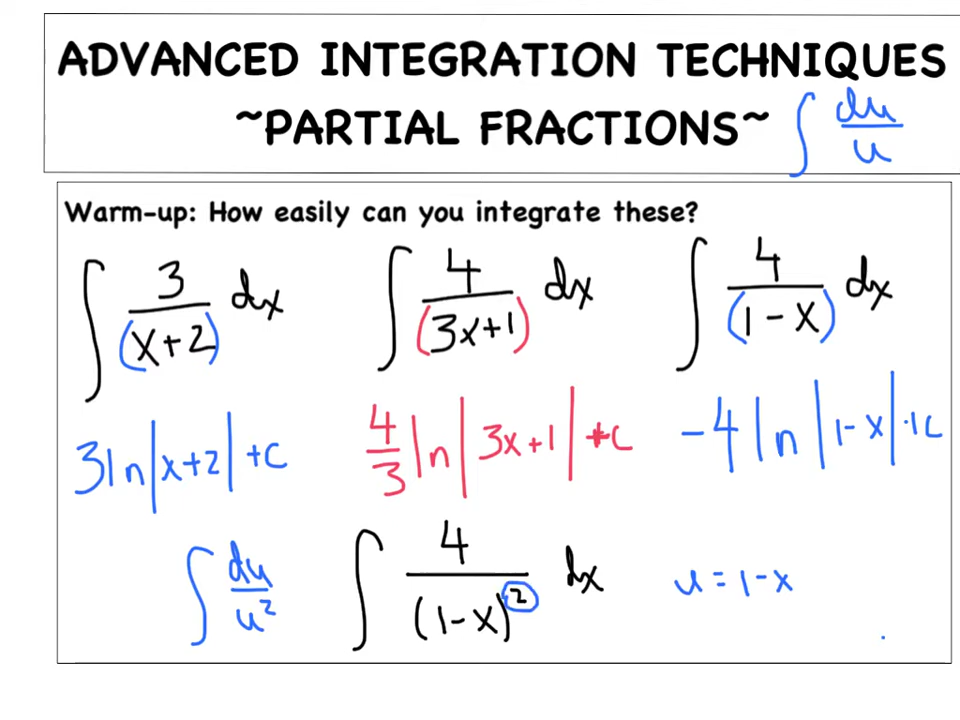 ADVANCED INTEGRATION TECHNIQUES
~PARTIAL FRACTIONS~ ∫ du/u
Warm-up: How easily can you integrate these?
∫ 3/(x+2) dx ∫ 4/(3x+1) dx ∫ 4/(1-x) dx
3 ln|x+2| +C 4/3 ln|3x+1| +C -4 ln|1-x| +C
∫ du/u² ∫ 4/(1-x)² dx u = 1-x